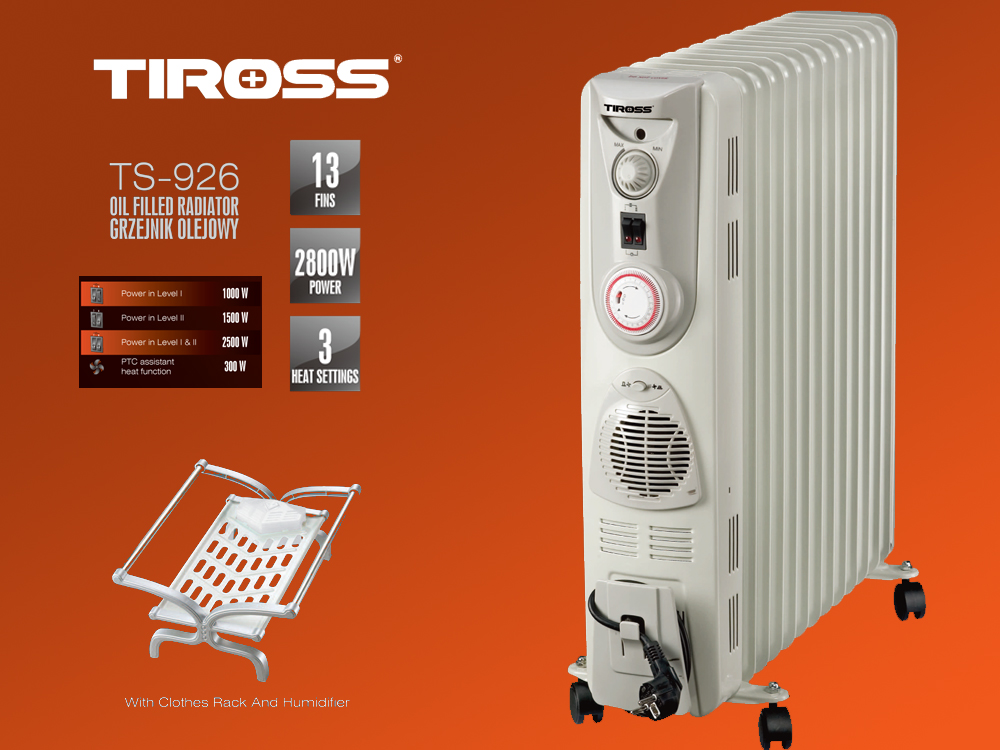 TIROSS®
TS-926
OIL FILLED RADIATOR
GRZEJNIK OLEJOWY
13
FINS
2800W
POWER
3
HEAT SETTINGS
Power in Level I 1000 W
Power in Level II 1500 W
Power in Level I & II 2500 W
PTC assistant
heat function 300 W
With Clothes Rack And Humidifier
TIROSS
MAX MIN